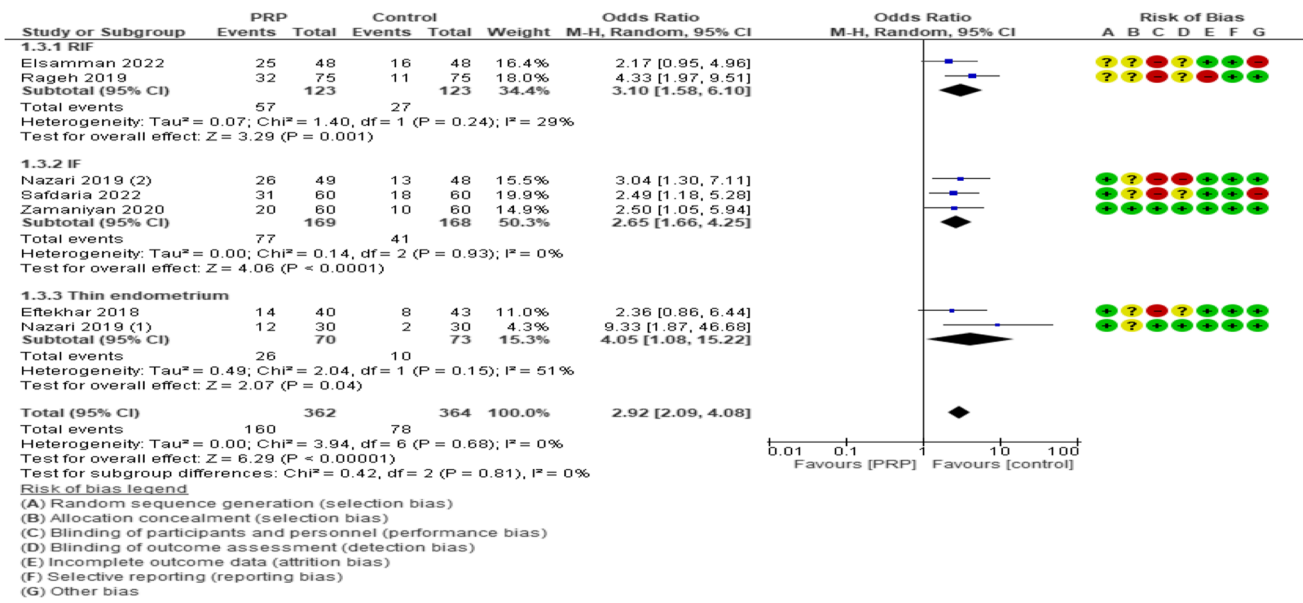 PRP Control Odds Ratio Odds Ratio Risk of Bias
Study or Subgroup Events Total Events Total Weight M-H, Random, 95% CI M-H, Random, 95% CI A B C D E F G
1.3.1 RIF
Elsamman 2022 25 48 16 48 16.4% 2.17 [0.95, 4.96] ? ? - ? + + -
Rageh 2019 32 75 11 75 18.0% 4.33 [1.97, 9.51] ? ? - ? - + +
Subtotal (95% CI) 123 123 34.4% 3.10 [1.58, 6.10]
Total events 57 27
Heterogeneity: Tau² = 0.07; Chi² = 1.40, df = 1 (P = 0.24); I² = 29%
Test for overall effect: Z = 3.29 (P = 0.001)
1.3.2 IF
Nazari 2019 (2) 26 49 13 48 15.5% 3.04 [1.30, 7.11] + ? - - + + +
Safdaria 2022 31 60 18 60 19.9% 2.49 [1.18, 5.28] + ? - ? + + -
Zamaniyan 2020 20 60 10 60 14.9% 2.50 [1.05, 5.94] + + + + + + +
Subtotal (95% CI) 169 168 50.3% 2.65 [1.66, 4.25]
Total events 77 41
Heterogeneity: Tau² = 0.00; Chi² = 0.14, df = 2 (P = 0.93); I² = 0%
Test for overall effect: Z = 4.06 (P < 0.0001)
1.3.3 Thin endometrium
Eftekhar 2018 14 40 8 43 11.0% 2.36 [0.86, 6.44] + ? - ? + + +
Nazari 2019 (1) 12 30 2 30 4.3% 9.33 [1.87, 46.68] + ? + + + + +
Subtotal (95% CI) 70 73 15.3% 4.05 [1.08, 15.22]
Total events 26 10
Heterogeneity: Tau² = 0.49; Chi² = 2.04, df = 1 (P = 0.15); I² = 51%
Test for overall effect: Z = 2.07 (P = 0.04)
Total (95% CI) 362 364 100.0% 2.92 [2.09, 4.08]
Total events 160 78
Heterogeneity: Tau² = 0.00; Chi² = 3.94, df = 6 (P = 0.68); I² = 0%
Test for overall effect: Z = 6.29 (P < 0.00001)
Test for subgroup differences: Chi² = 0.42, df = 2 (P = 0.81), I² = 0%
0.01 0.1 1 10 100
Favours [PRP] Favours [control]
Risk of bias legend
(A) Random sequence generation (selection bias)
(B) Allocation concealment (selection bias)
(C) Blinding of participants and personnel (performance bias)
(D) Blinding of outcome assessment (detection bias)
(E) Incomplete outcome data (attrition bias)
(F) Selective reporting (reporting bias)
(G) Other bias